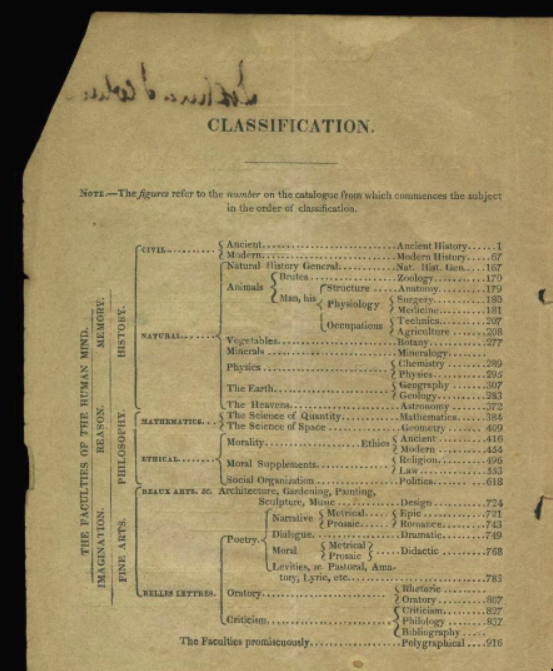 CLASSIFICATION.
NOTE.—The figures refer to the number on the catalogue from which commences the subject
in the order of classification.
THE FACULTIES OF THE HUMAN MIND.
MEMORY.
REASON.
IMAGINATION.
HISTORY.
PHILOSOPHY.
FINE ARTS.
CIVIL........ Ancient................................Ancient History.....1
Modern................................Modern History....67
NATURAL.... Natural History General............Nat. Hist. Gen....167
Animals Brutes ......................Zoology........170
Man, his Structure ........Anatomy........179
Physiology Surgery........180
Medicine........181
Occupations Technics........207
Agriculture ......208
Vegetables............................Botany..........277
Minerals ..............................Mineralogy......
Physics ................................Chemistry ......289
Physics..........295
The Earth..............................Geography ......307
Geology........283
The Heavens..........................Astronomy ......372
MATHEMATICS... The Science of Quantity............Mathematics......384
The Science of Space ..............Geometry ......409
ETHICAL...... Morality....................Ethics Ancient ........416
Modern ........454
Moral Supplements..................Religion..........496
Law............553
Social Organization ................Politics..........618
BEAUX ARTS. sc. Architecture, Gardening, Painting,
Sculpture, Music ..............Design ..........724
BELLES LETTRES. Poetry. Narrative Metrical........Epic ............721
Prosaic........Romance........743
Dialogue....................Dramatic........749
Moral Metrical
Prosaic ......Didactic ........768
Levities, sc. Pastoral, Ama-
tory, Lyric, etc..............................783
Oratory.................................Rhetoric ........
Oratory ........807
Criticism................................Criticism........827
Philology ......832
Bibliography ....
The Faculties promiscuously....................Polygraphical ....916